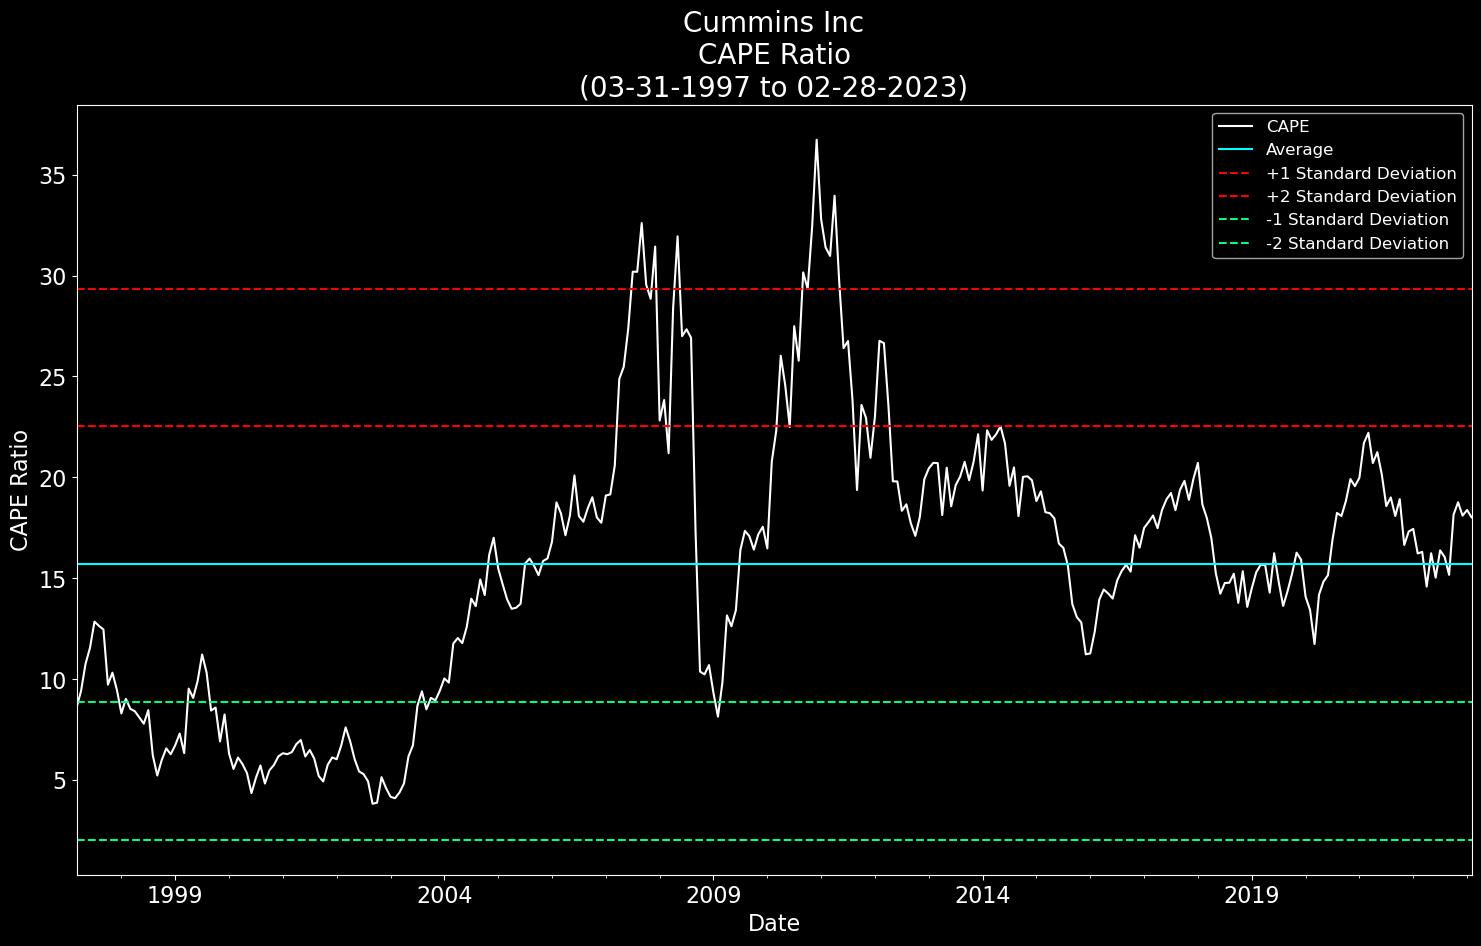 Cummins Inc
CAPE Ratio
(03-31-1997 to 02-28-2023)
CAPE
Average
+1 Standard Deviation
+2 Standard Deviation
-1 Standard Deviation
-2 Standard Deviation
35
30
25
20
15
10
5
CAPE Ratio
1999
2004
2009
2014
2019
Date